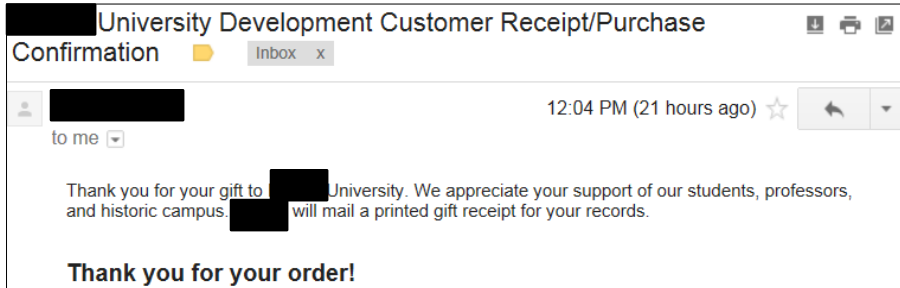 University Development Customer Receipt/Purchase
Confirmation Inbox x
12:04 PM (21 hours ago)
to me
Thank you for your gift to University. We appreciate your support of our students, professors,
and historic campus. will mail a printed gift receipt for your records.
Thank you for your order!